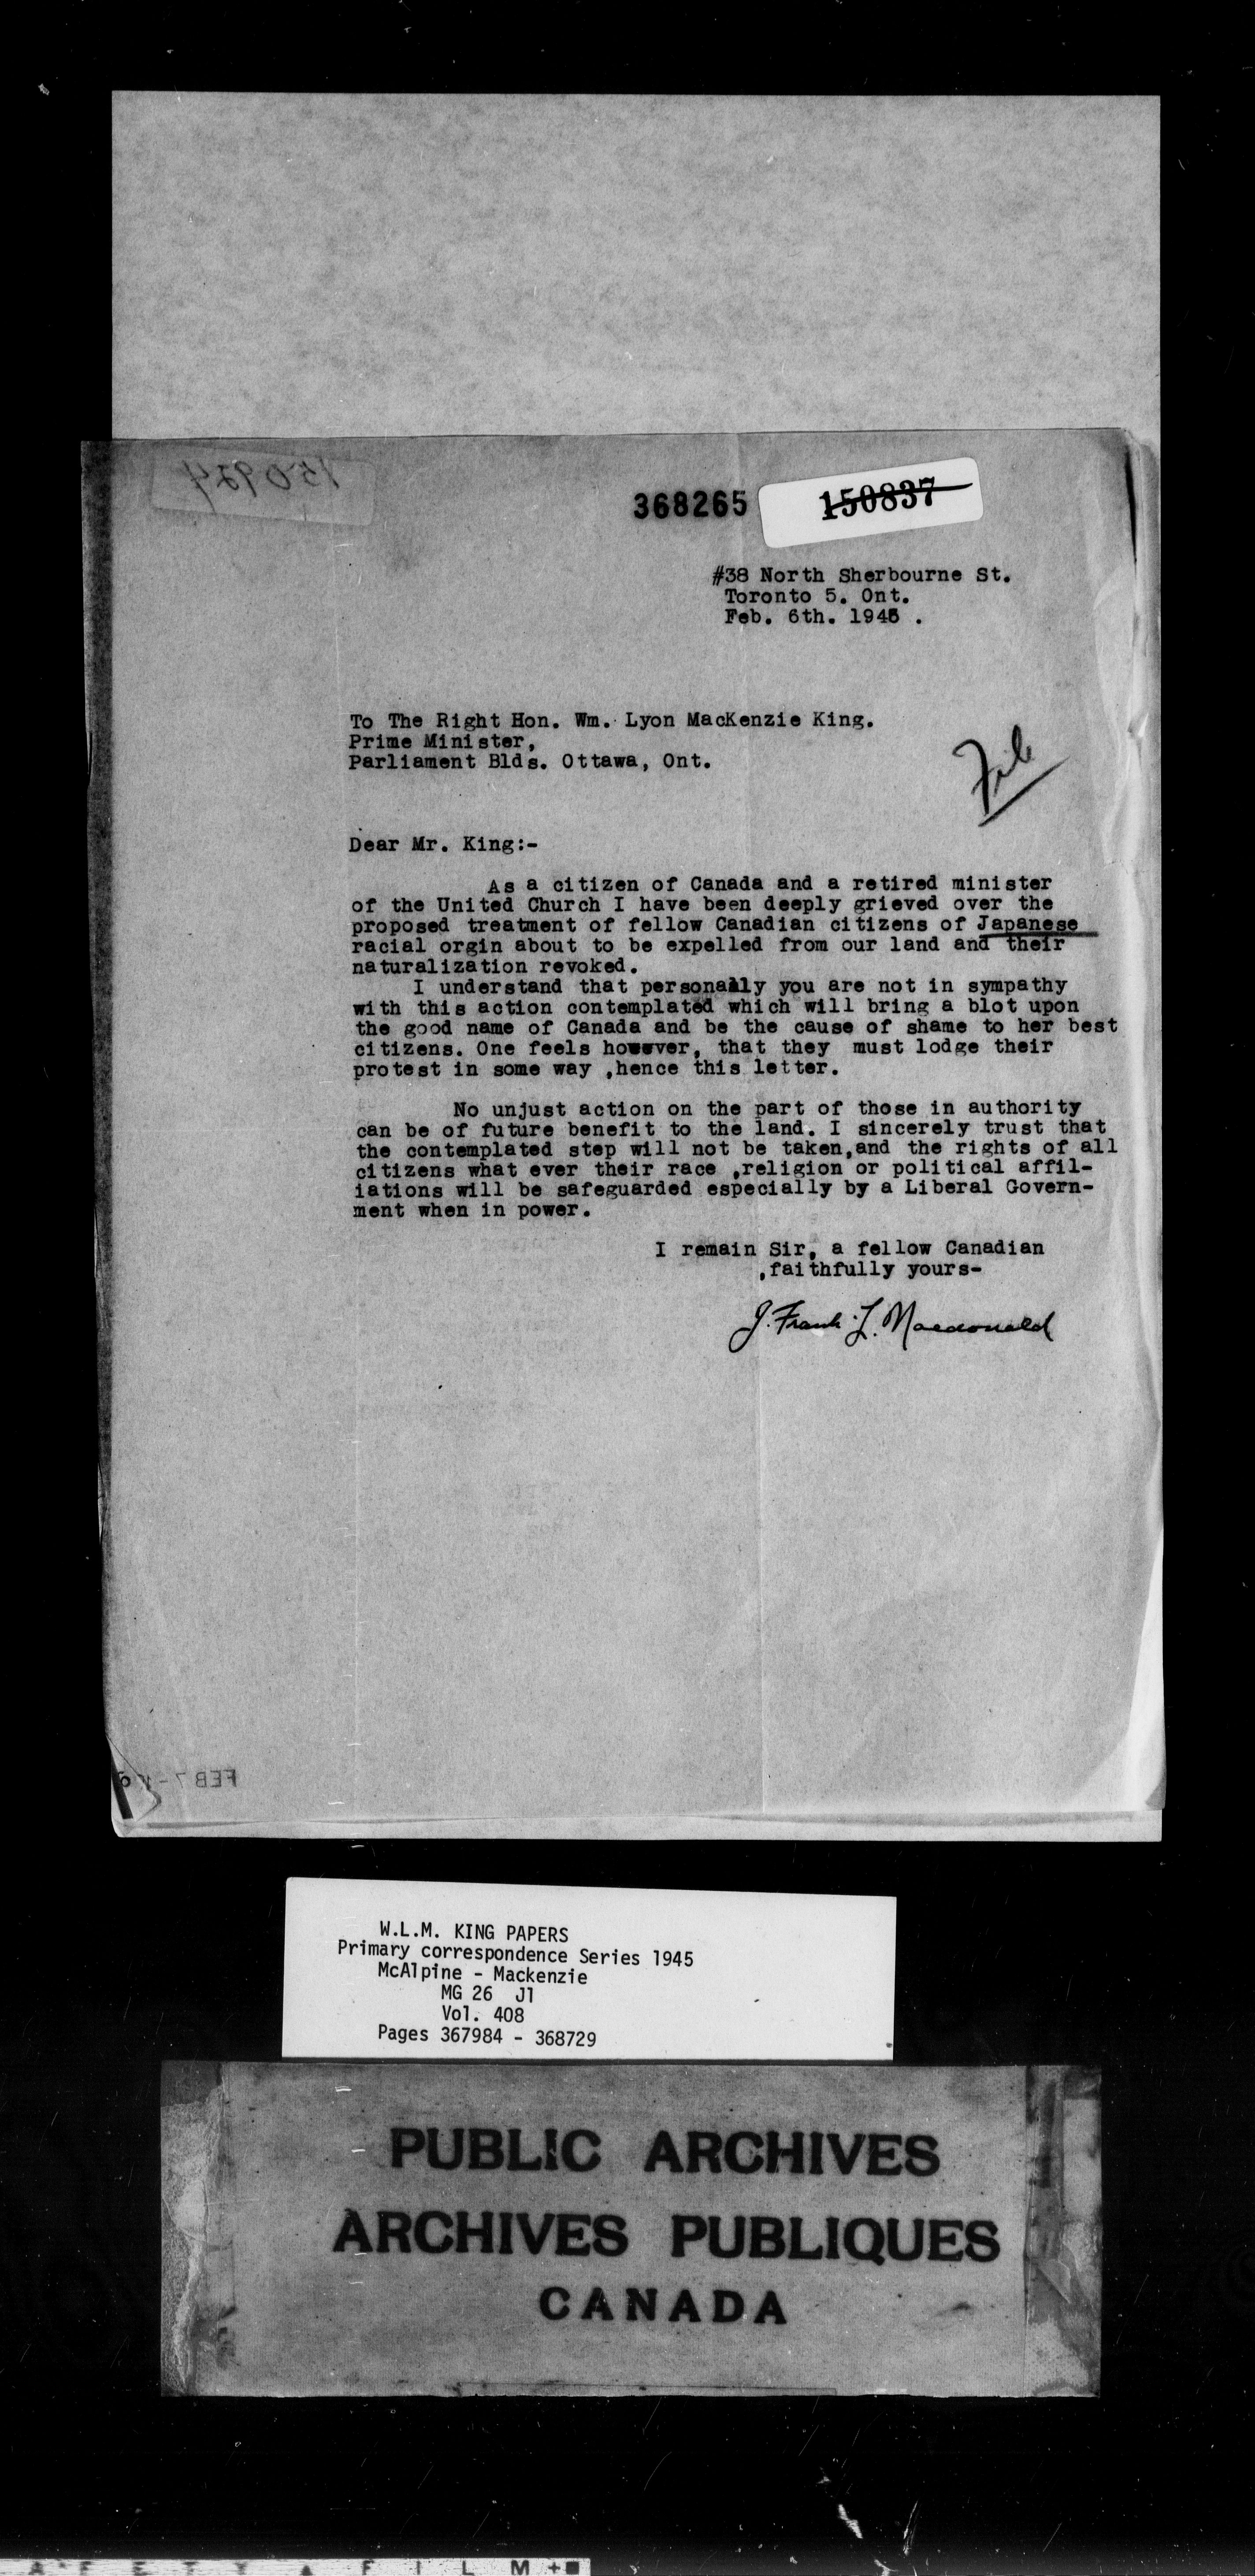 368265 150837
#38 North Sherbourne St.
Toronto 5. Ont.
Feb. 6th. 1945 .
To The Right Hon. Wm. Lyon MacKenzie King.
Prime Minister,
Parliament Blds. Ottawa, Ont.
File
Dear Mr. King:-
As a citizen of Canada and a retired minister
of the United Church I have been deeply grieved over the
proposed treatment of fellow Canadian citizens of Japanese
racial orgin about to be expelled from our land and their
naturalization revoked.
I understand that personally you are not in sympathy
with this action contemplated which will bring a blot upon
the good name of Canada and be the cause of shame to her best
citizens. One feels however, that they must lodge their
protest in some way ,hence this letter.
No unjust action on the part of those in authority
can be of future benefit to the land. I sincerely trust that
the contemplated step will not be taken,and the rights of all
citizens what ever their race ,religion or political affil-
iations will be safeguarded especially by a Liberal Govern-
ment when in power.
I remain Sir, a fellow Canadian
,faithfully yours-
J. Frank L. Macdonald
FEB 7
W.L.M. KING PAPERS
Primary correspondence Series 1945
McAlpine - Mackenzie
MG 26 J1
Vol. 408
Pages 367984 - 368729
PUBLIC ARCHIVES
ARCHIVES PUBLIQUES
CANADA